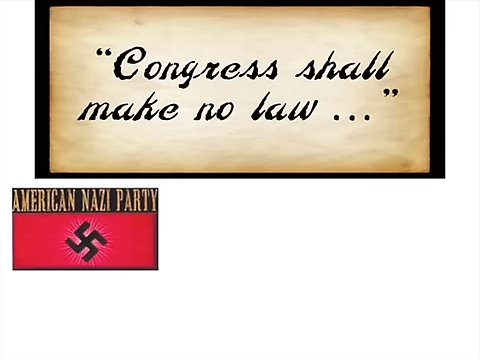 “Congress shall
make no law ...”
AMERICAN NAZI PARTY